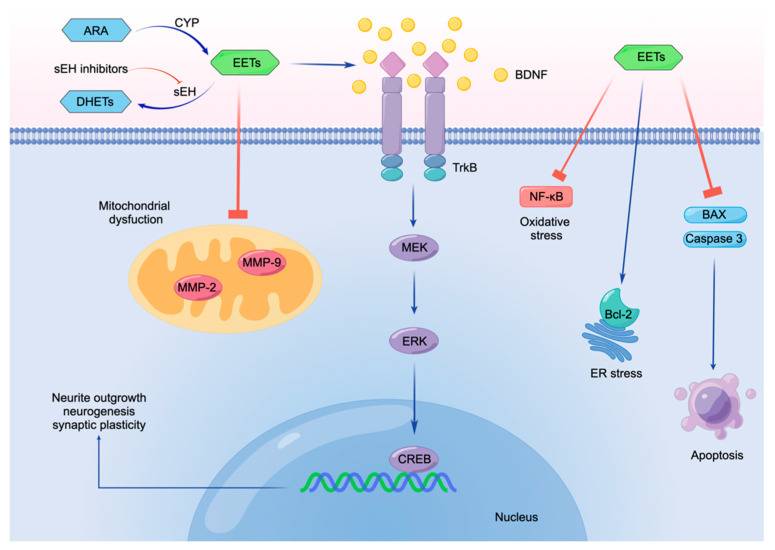 ARA
CYP
EETs
sEH inhibitors
sEH
DHETs
BDNF
TrkB
EETs
NF-κB
Oxidative
stress
BAX
Caspase 3
Mitochondrial
dysfuction
MMP-9
MMP-2
MEK
ERK
Bcl-2
ER stress
Apoptosis
Neurite outgrowth
neurogenesis
synaptic plasticity
CREB
Nucleus